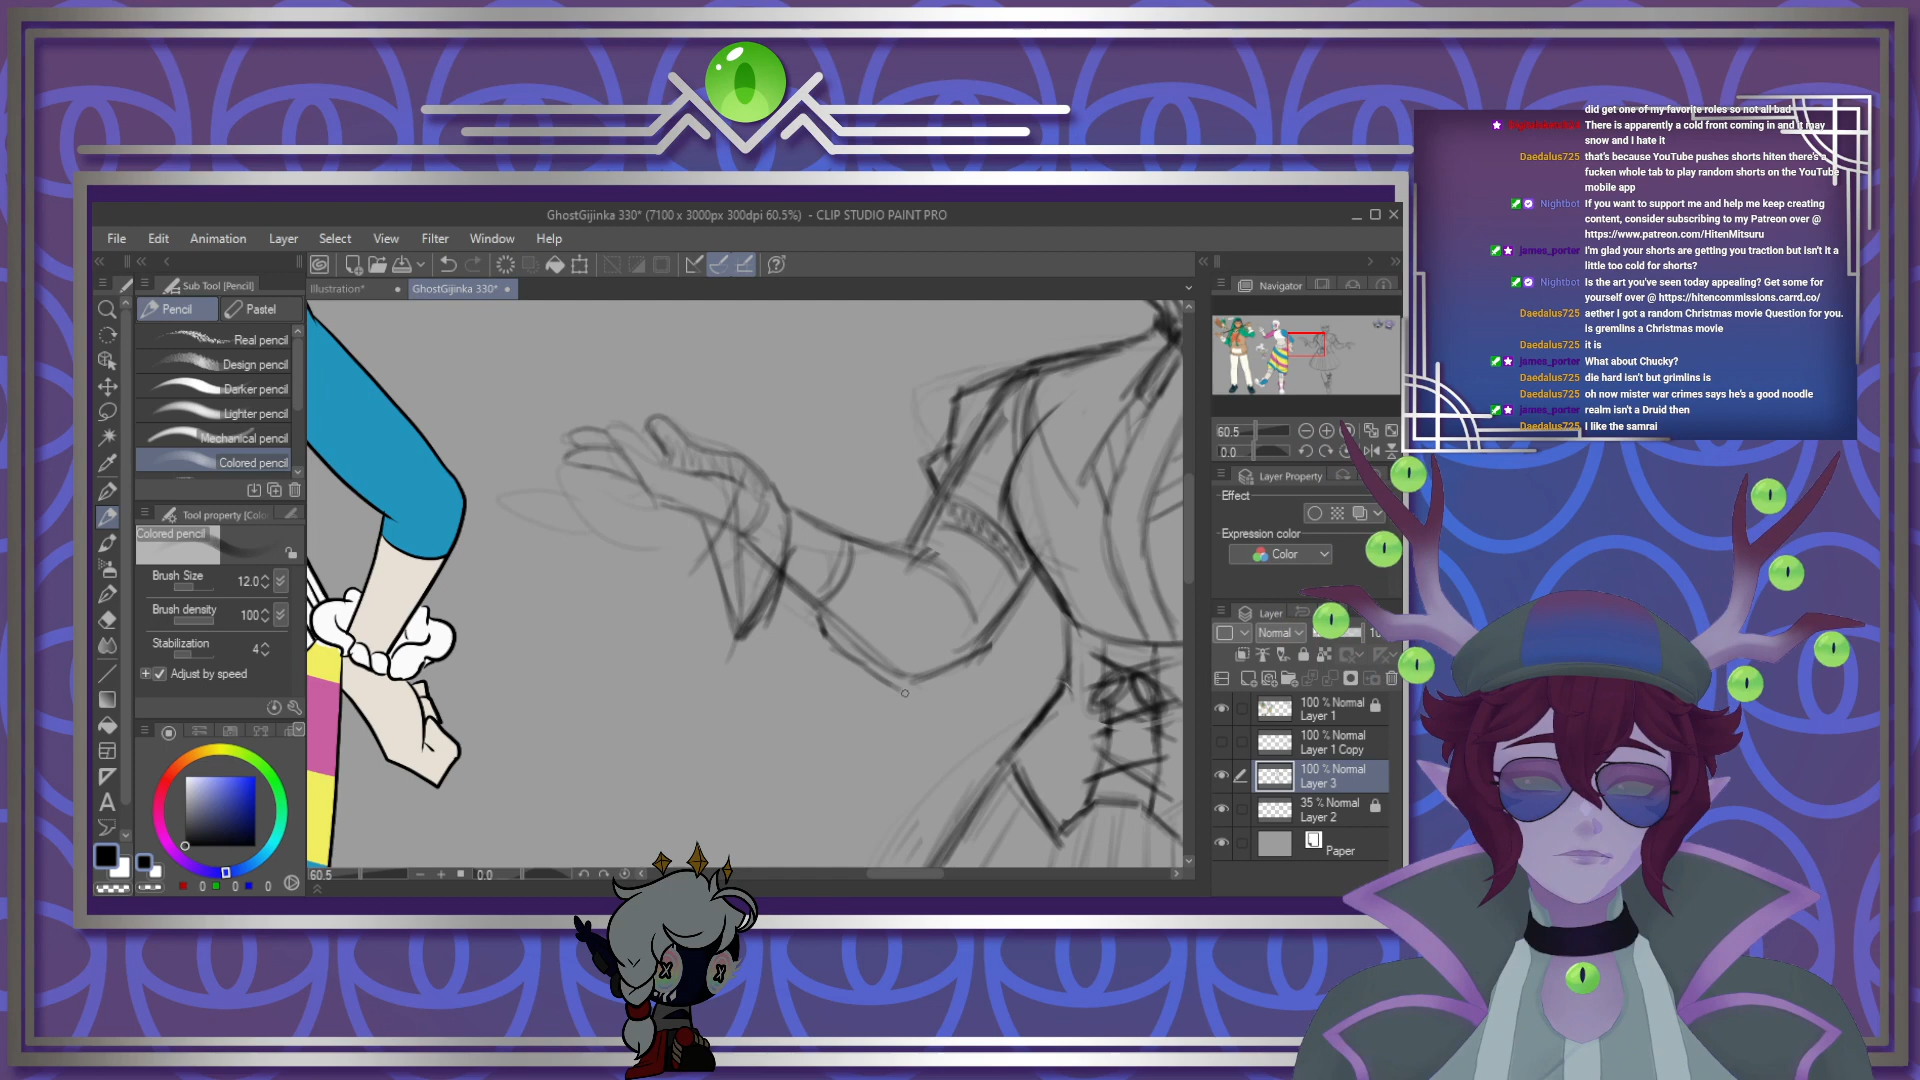 GhostGijinka 330* (7100 x 3000px 300dpi 60.5%) - CLIP STUDIO PAINT PRO
File Edit Animation Layer Select View Filter Window Help
Sub Tool [Pencil]
Illustration*
GhostGijinka 330*
Pencil
Pastel
Real pencil
Design pencil
Darker pencil
Lighter pencil
Mechanical pencil
Colored pencil
Tool property [Colo
Colored pencil
Brush Size 12.0
Brush density 100
Stabilization 4
Adjust by speed
0 0 0
60.5
0.0
Navigator
60.5
0.0
Layer Property
Effect
Expression color
Color
Layer
Normal
100 % Normal
Layer 1
100 % Normal
Layer 1 Copy
100 % Normal
Layer 3
35 % Normal
Layer 2
Paper
did get one of my favorite roles so not all bad
There is apparently a cold front coming in and it may
snow and I hate it
Daedalus725 that's because YouTube pushes shorts hiten there's a
fucken whole tab to play random shorts on the YouTube
mobile app
Nightbot If you want to support me and help me keep creating
content, consider subscribing to my Patreon over @
https://www.patreon.com/HitenMitsuru
james_porter I'm glad your shorts are getting you traction but Isn't it a
little too cold for shorts?
Nightbot Is the art you've seen today appealing? Get some for
yourself over @ https://hitencommissions.carrd.co/
Daedalus725 aether I got a random Christmas movie Question for you.
Is gremlins a Christmas movie
Daedalus725 it is
james_porter What about Chucky?
Daedalus725 die hard isn't but grimlins is
Daedalus725 oh now mister war crimes says he's a good noodle
james_porter realm isn't a Druid then
Daedalus725 I like the samrai